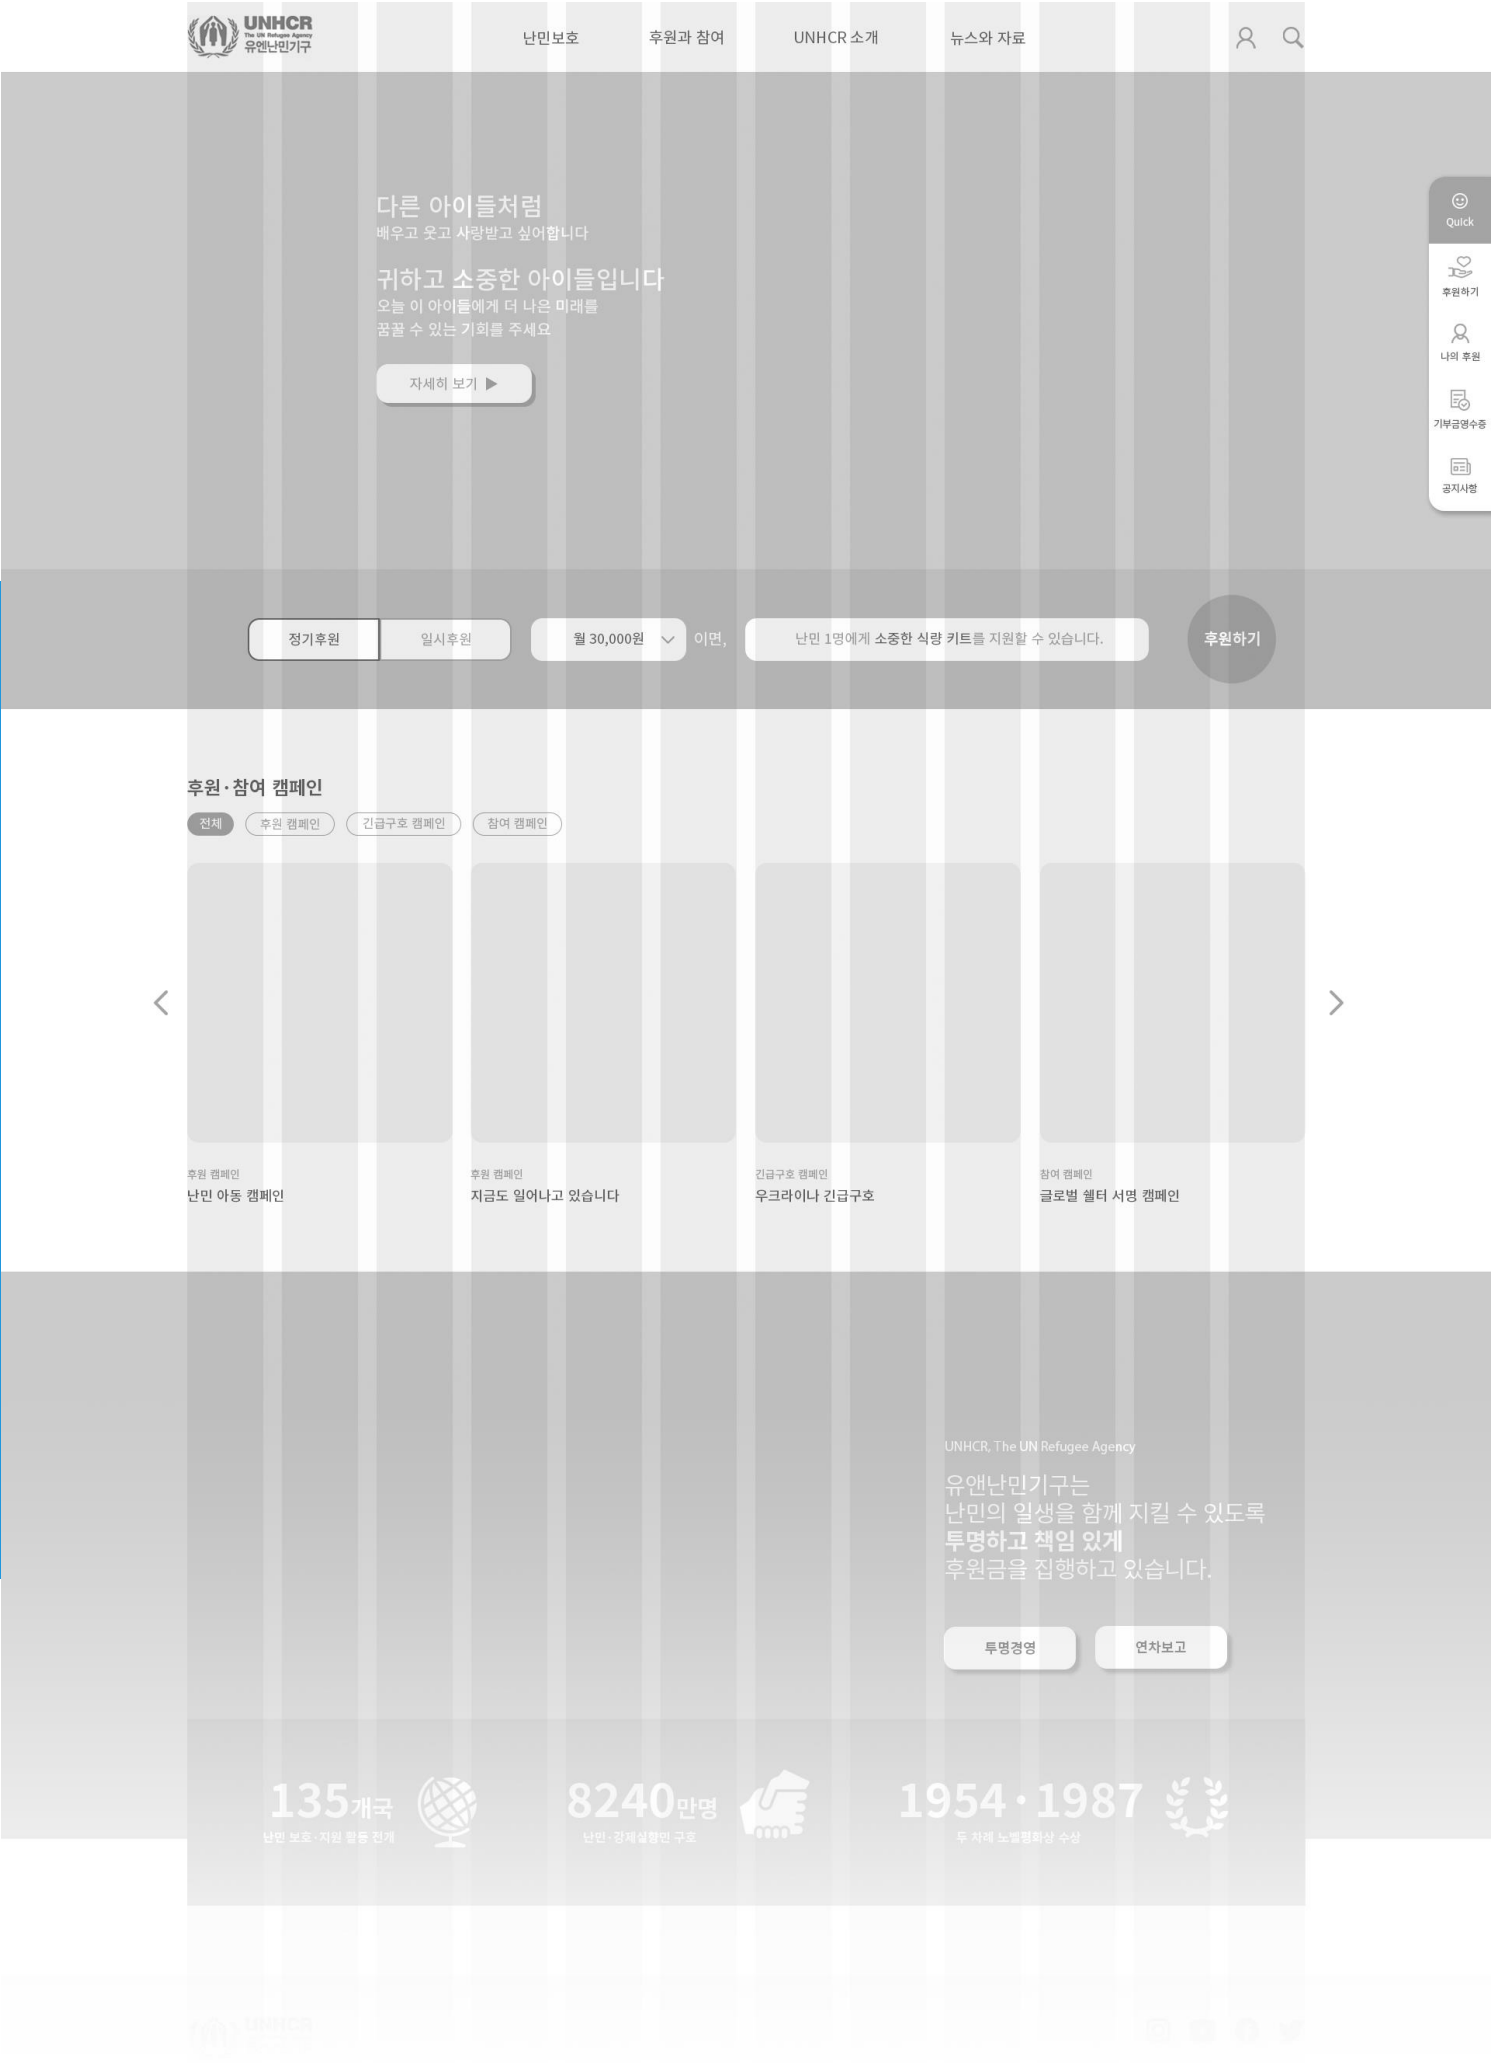 UNHCR
The UN Refugee Agency
유엔난민기구
난민보호
후원과 참여
UNHCR 소개
뉴스와 자료
다른 아이들처럼
배우고 웃고 사랑받고 싶어합니다
귀하고 소중한 아이들입니다
오늘 이 아이들에게 더 나은 미래를
꿈꿀 수 있는 기회를 주세요
자세히 보기 ▶
Quick
후원하기
나의 후원
기부금영수증
공지사항
정기후원
일시후원
월 30,000원
이면,
난민 1명에게 소중한 식량 키트를 지원할 수 있습니다.
후원하기
후원·참여 캠페인
전체
후원 캠페인
긴급구호 캠페인
참여 캠페인
후원 캠페인
난민 아동 캠페인
후원 캠페인
지금도 일어나고 있습니다
긴급구호 캠페인
우크라이나 긴급구호
참여 캠페인
글로벌 쉘터 서명 캠페인
UNHCR, The UN Refugee Agency
유앤난민기구는
난민의 일생을 함께 지킬 수 있도록
투명하고 책임 있게
후원금을 집행하고 있습니다.
투명경영
연차보고
135개국
난민 보호·지원 활동 전개
8240만명
난민·강제실향민 구호
1954·1987
두 차례 노벨평화상 수상
UNHCR